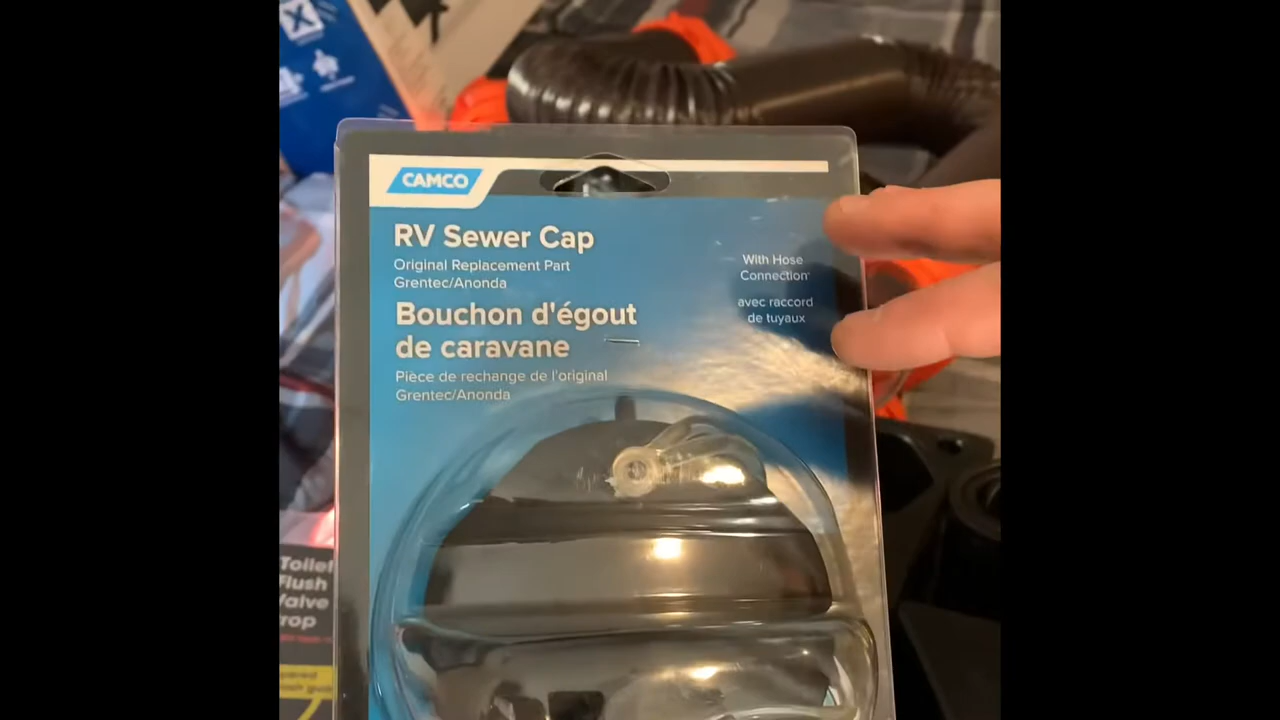 CAMCO
RV Sewer Cap
Original Replacement Part
Grentec/Anonda
Bouchon d'égout
de caravane
Pièce de rechange de l'original
Grentec/Anonda
With Hose
Connection
avec raccord
de tuyaux
Toilet
Flush
Valve